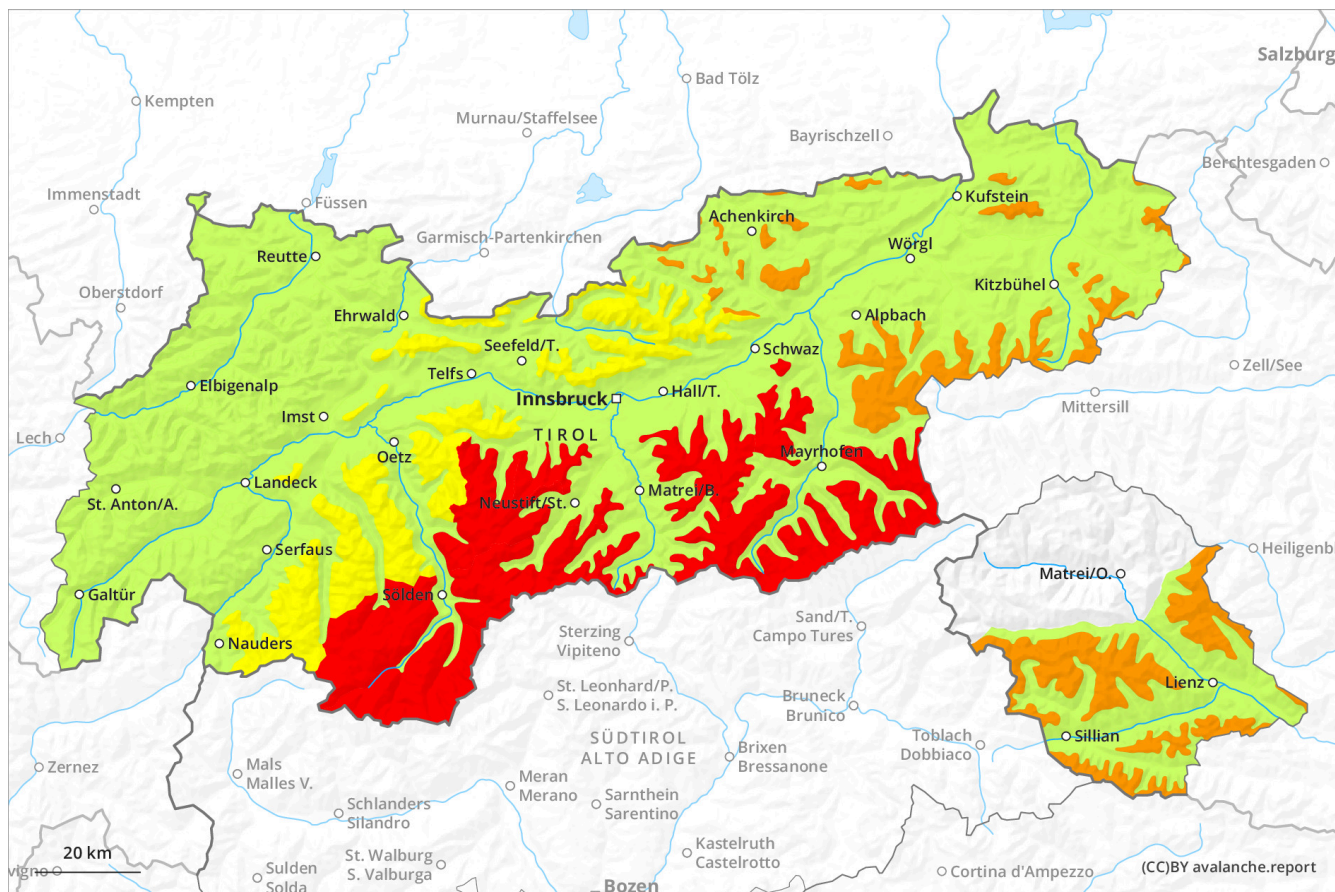 Salzburg
Bad Tölz
Kempten
Murnau/Staffelsee
Bayrischzell
Berchtesgaden
Immenstadt
Füssen
Kufstein
Achenkirch
Garmisch-Partenkirchen
Wörgl
Reutte
Kitzbühel
Oberstdorf
Ehrwald
Alpbach
Seefeld/T.
Schwaz
Zell/See
Telfs
Elbigenalp
Hall/T.
Innsbruck
Mittersill
Imst
Lech
TIROL
Oetz
Mayrhofen
Landeck
St. Anton/A.
Neustift/St.
Matrei/B.
Serfaus
Heiligenb
Matrei/O.
Galtür
Sölden
Sand/T.
Campo Tures
Sterzing
Vipiteno
Nauders
Lienz
St. Leonhard/P.
S. Leonardo i. P.
Bruneck
Brunico
Sillian
Toblach
Dobbiaco
SÜDTIROL
ALTO ADIGE
Brixen
Bressanone
Zernez
Mals
Malles V.
Meran
Merano
Sarnthein
Sarentino
Schlanders
Silandro
20 km
Kastelruth
Castelrotto
St. Walburg
S. Valburga
vigno
Sulden
Solda
Cortina d'Ampezzo
(CC)BY avalanche.report
Bozen